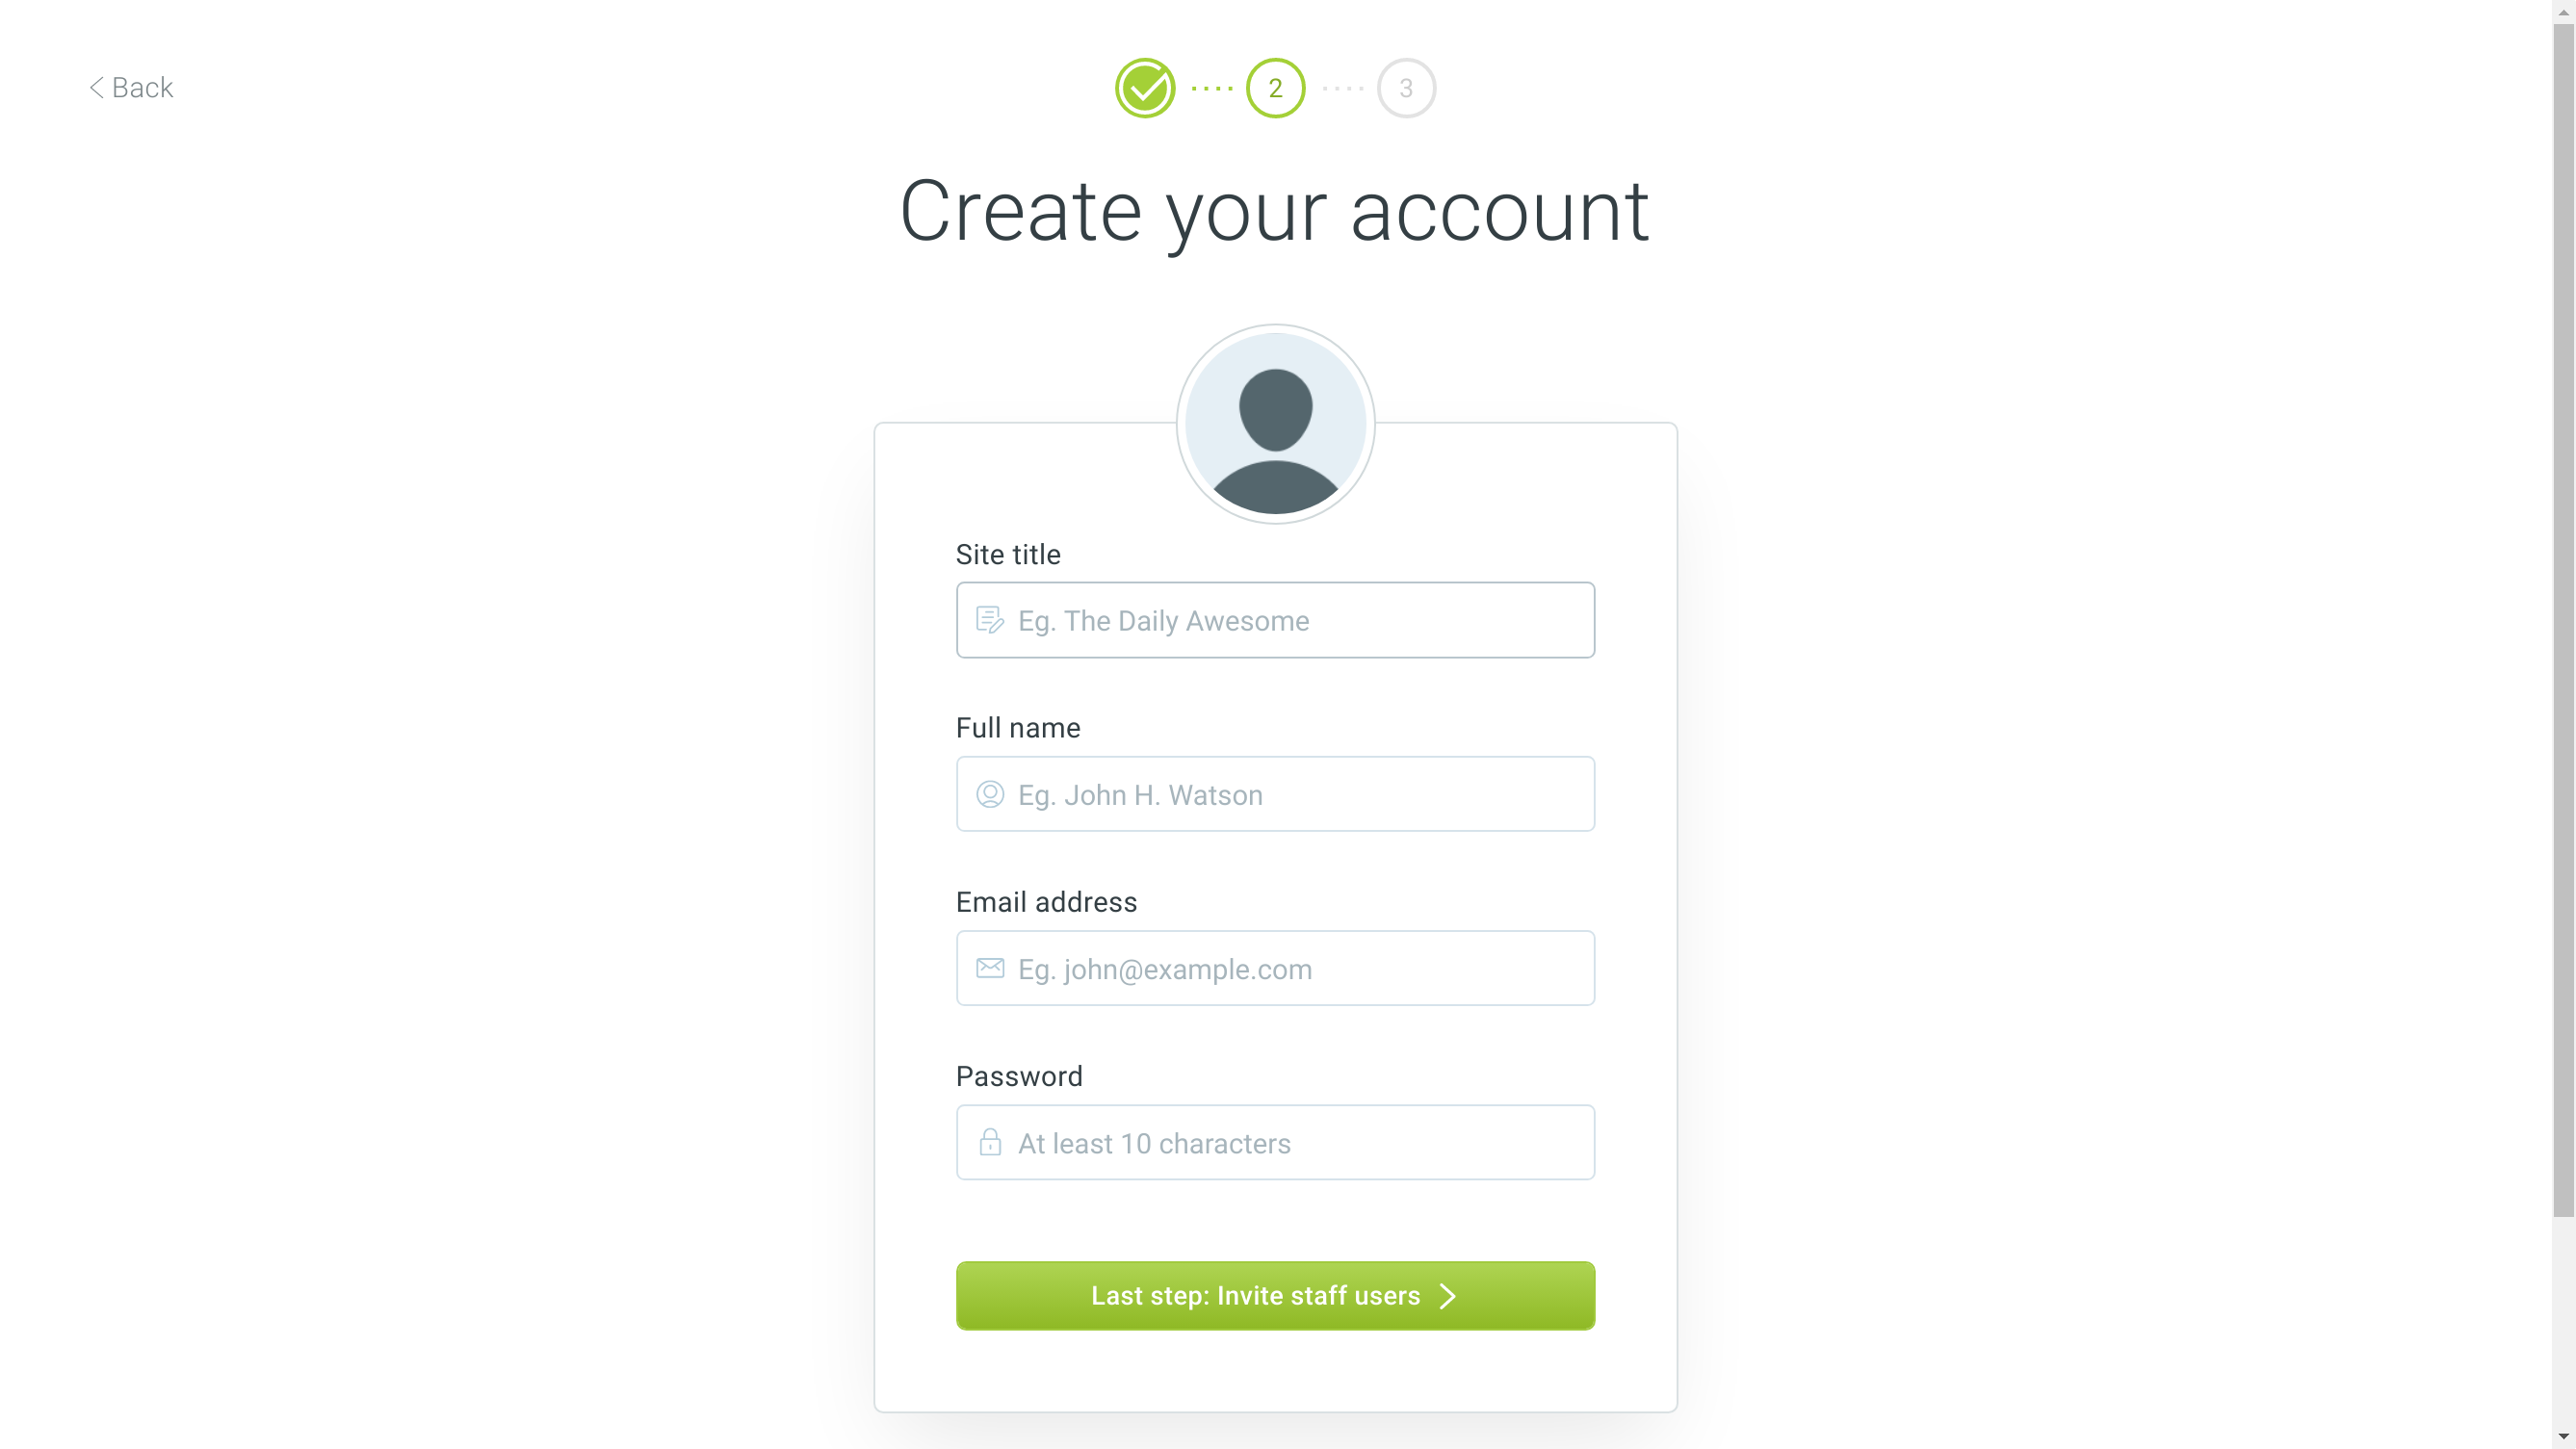 Back
2
3
Create your account
Site title
Eg. The Daily Awesome
Full name
Eg. John H. Watson
Email address
Eg. john@example.com
Password
At least 10 characters
Last step: Invite staff users